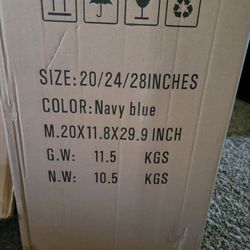 SIZE:20/24/28INCHES
COLOR:Navy blue
M.20X11.8X29.9 INCH
G.W: 11.5 KGS
N.W: 10.5 KGS